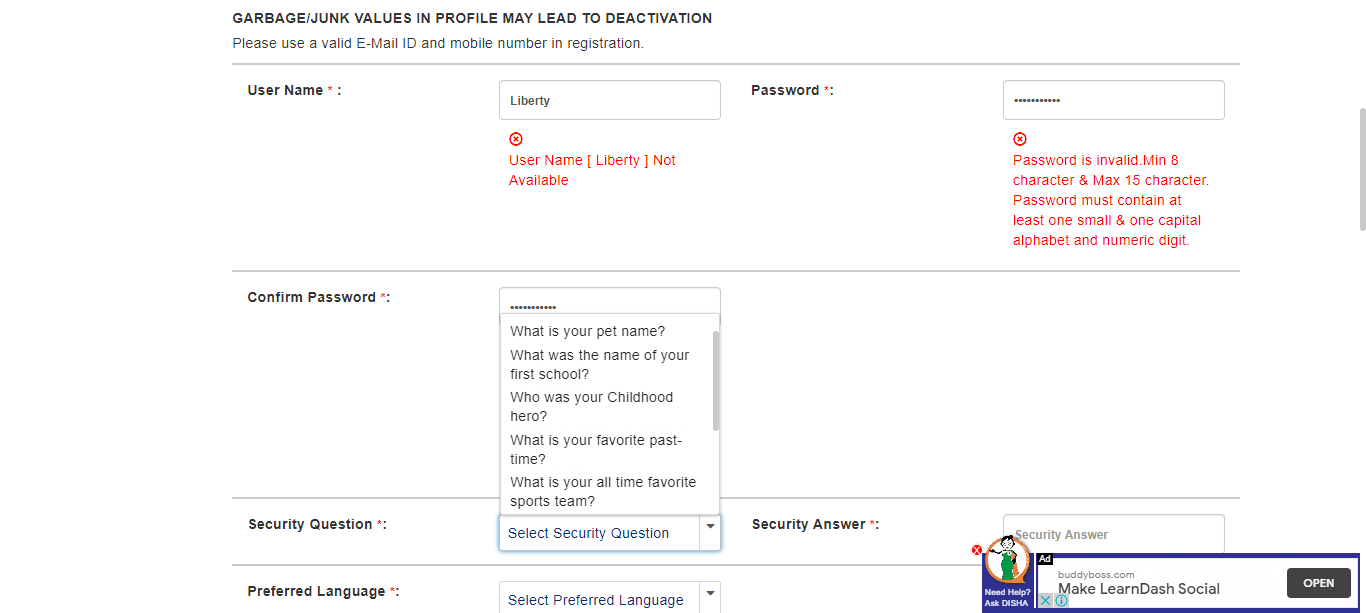 GARBAGE/JUNK VALUES IN PROFILE MAY LEAD TO DEACTIVATION
Please use a valid E-Mail ID and mobile number in registration.
User Name * :
Liberty
Password *:
•••••••••••
User Name [ Liberty ] Not
Available
Password is invalid.Min 8
character & Max 15 character.
Password must contain at
least one small & one capital
alphabet and numeric digit.
Confirm Password *:
•••••••••••
What is your pet name?
What was the name of your
first school?
Who was your Childhood
hero?
What is your favorite past-
time?
What is your all time favorite
sports team?
Security Question *:
Select Security Question
Security Answer *:
Security Answer
Preferred Language *:
Select Preferred Language
Need Help?
Ask DISHA
Ad
buddyboss.com
Make LearnDash Social
OPEN